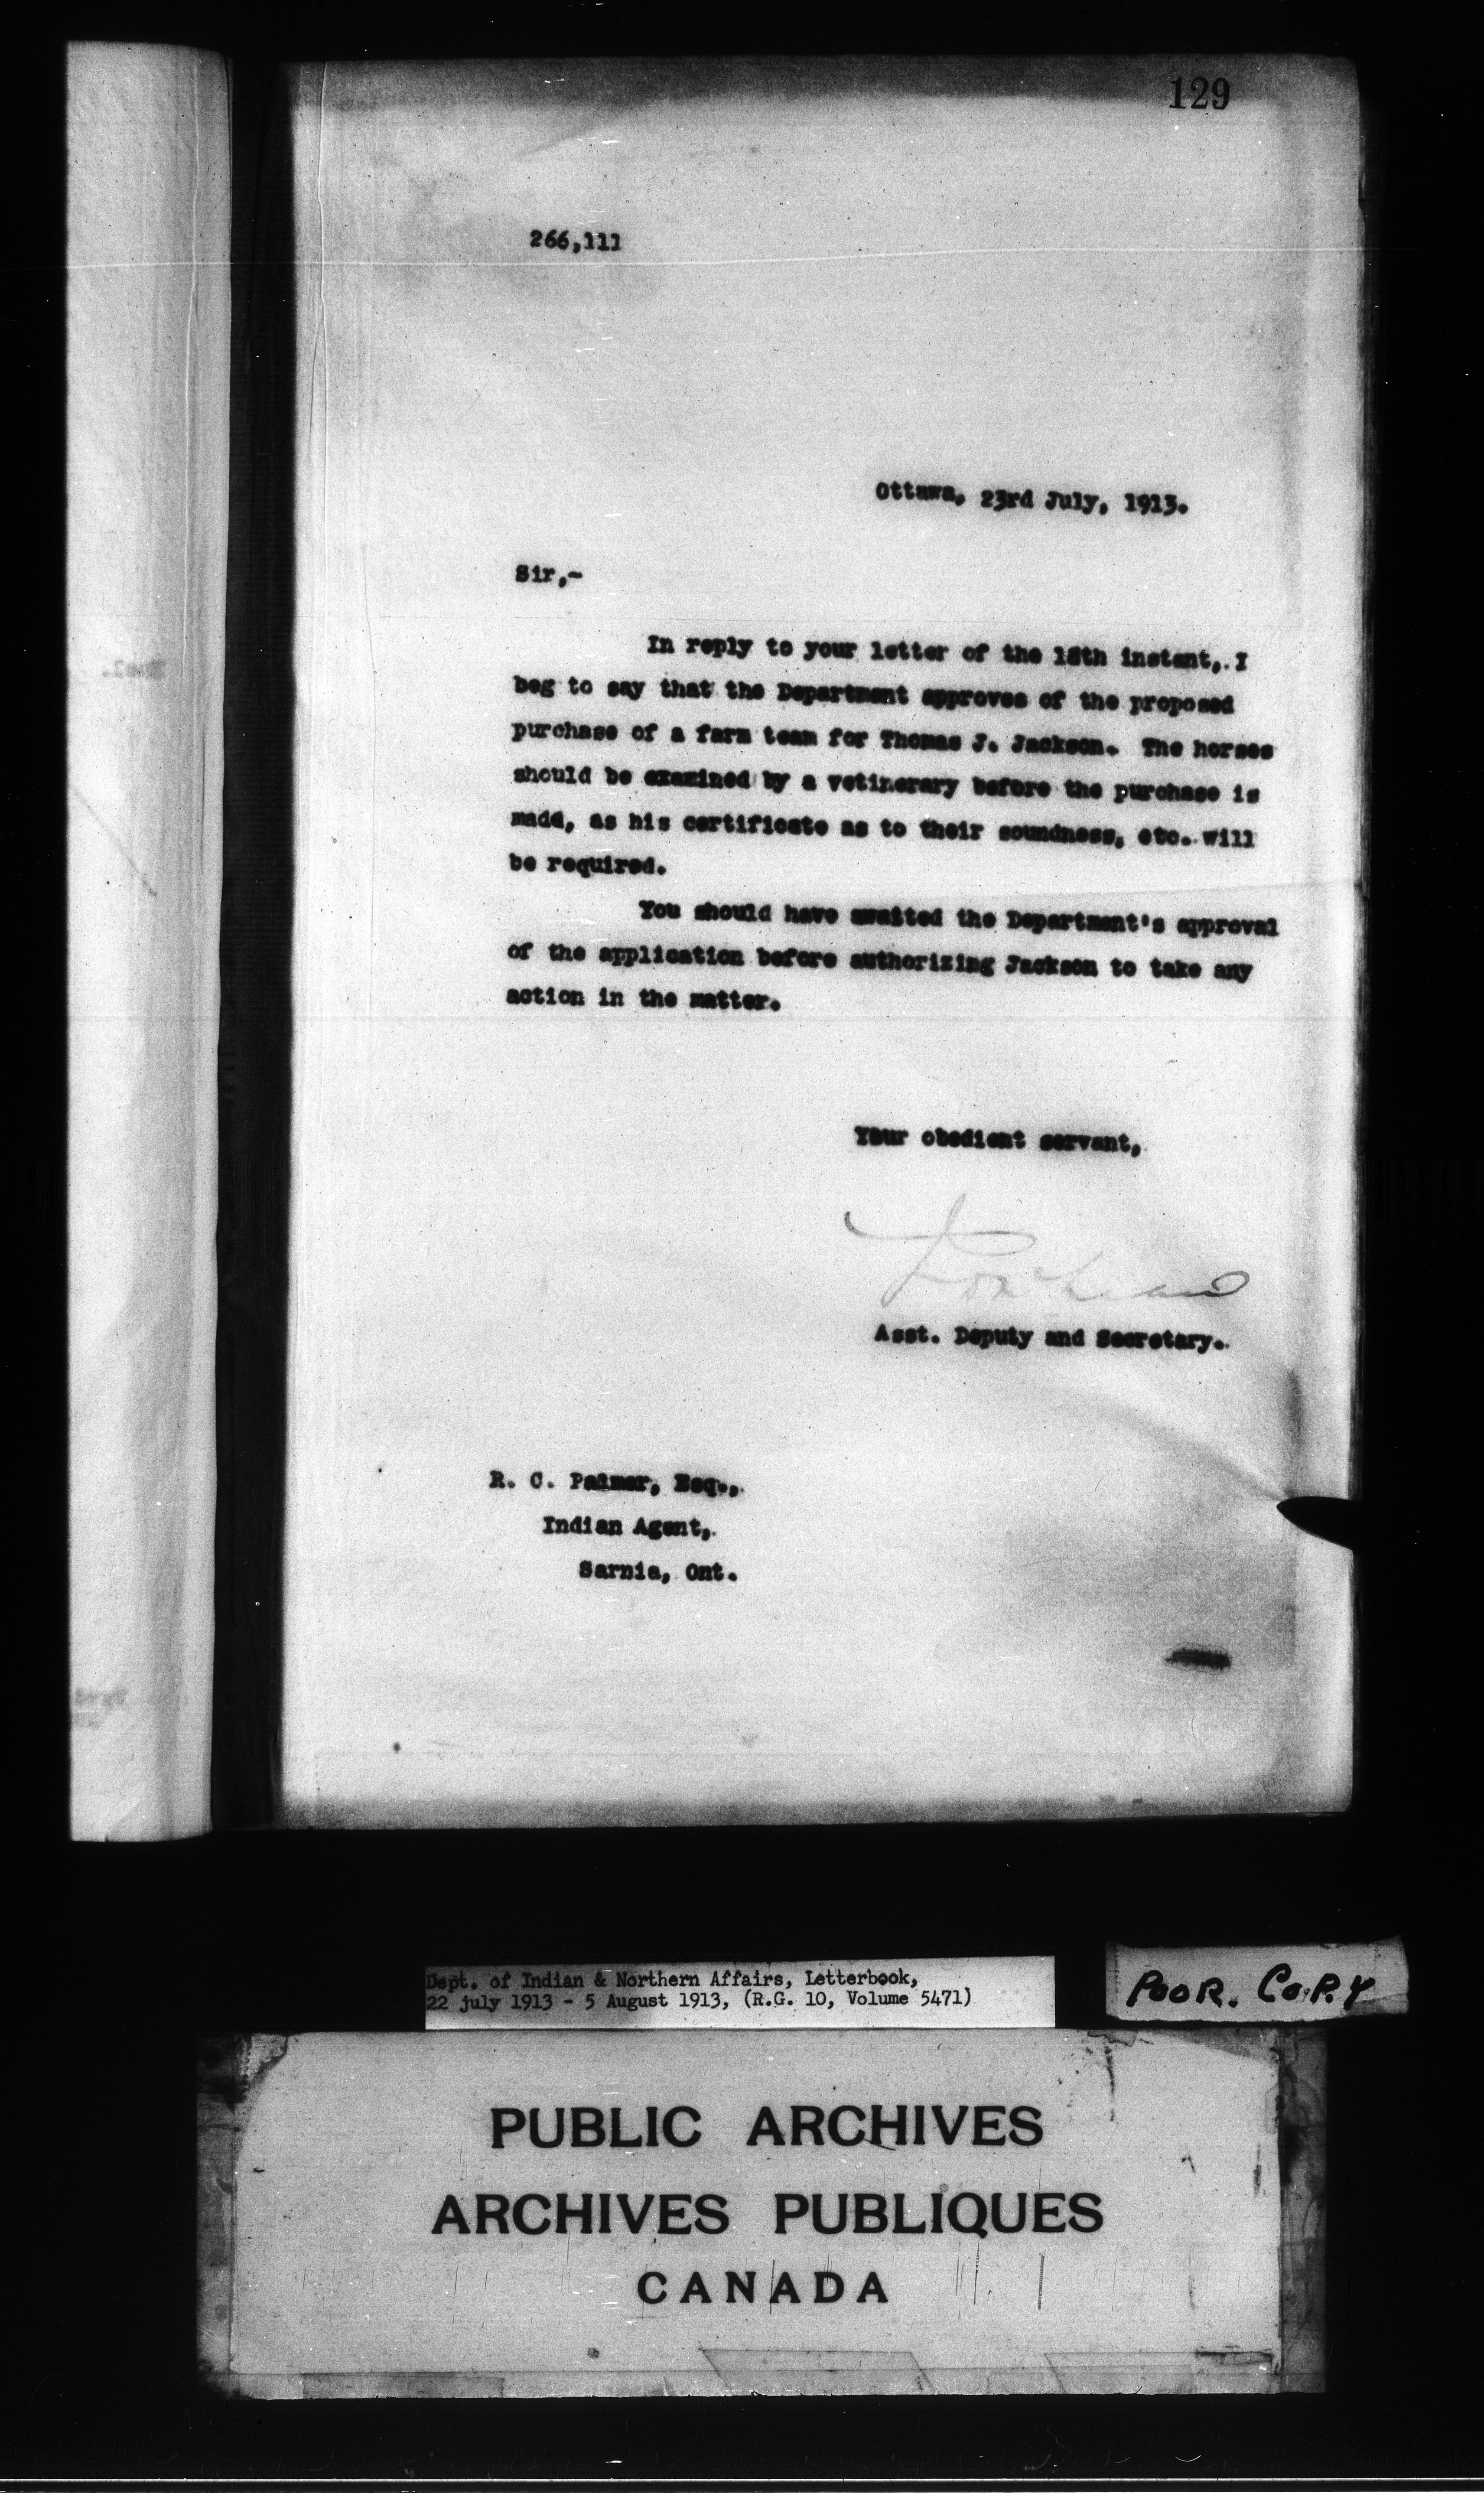 129
266,111
Ottawa, 23rd July, 1913.
Sir,-
In reply to your letter of the 18th instant, I
beg to say that the Department approves of the proposed
purchase of a farm team for Thomas J. Jackson. The horses
should be examined by a vetinerary before the purchase is
made, as his certificate as to their soundness, etc. will
be required.
You should have awaited the Department's approval
of the application before authorizing Jackson to take any
action in the matter.
Your obedient servant,
Asst. Deputy and Secretary.
R. C. Palmer, Esq.,
Indian Agent,
Sarnia, Ont.
Dept. of Indian & Northern Affairs, Letterbook,
22 july 1913 - 5 August 1913, (R.G. 10, Volume 5471)
POOR. COPY
PUBLIC ARCHIVES
ARCHIVES PUBLIQUES
CANADA